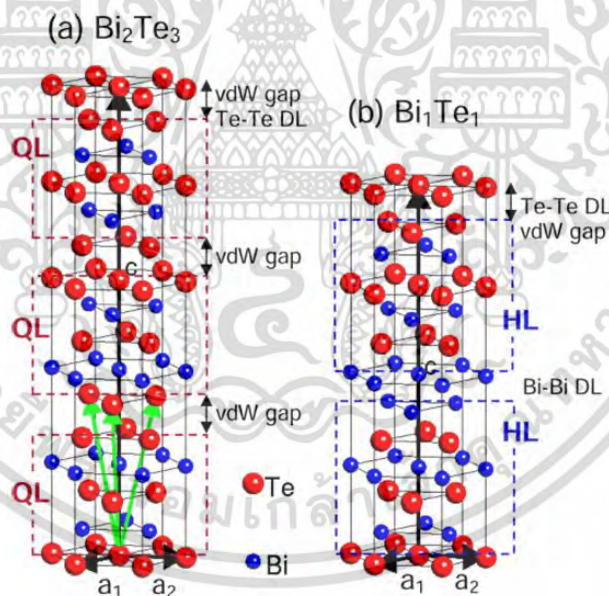 (a) Bi₂Te₃
vdW gap
Te-Te DL
QL
vdW gap
c
QL
vdW gap
QL
Te
Bi
a₁ a₂
(b) Bi₁Te₁
Te-Te DL
vdW gap
HL
c
Bi-Bi DL
HL
a₁ a₂